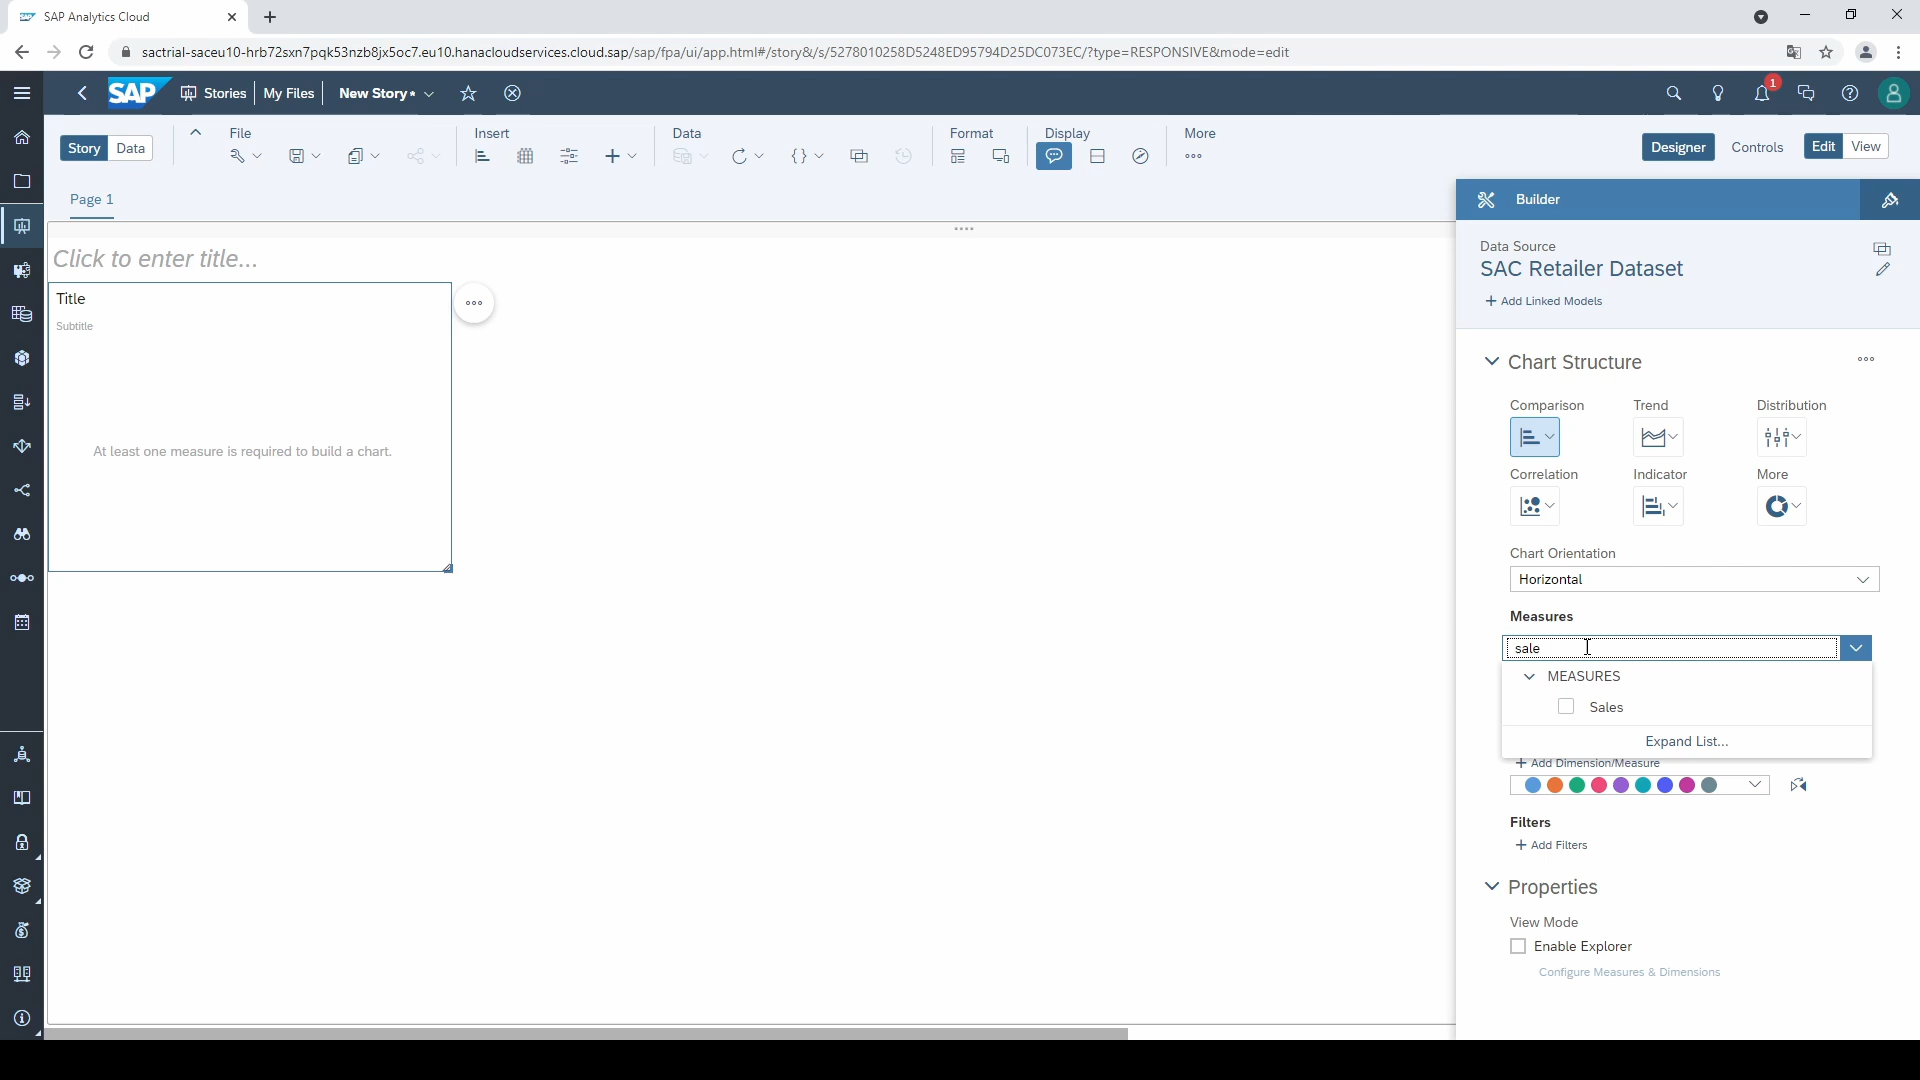 SAP Analytics Cloud
sactrial-saceu10-hrb72sxn7pqk53nzb8jx5oc7.eu10.hanacloudservices.cloud.sap/sap/fpa/ui/app.html#/story&/s/5278010258D5248ED95794D25DC073EC/?type=RESPONSIVE&mode=edit
SAP Stories My Files New Story* 1
File Insert Data Format Display More
Story Data Designer Controls Edit View
Page 1
Builder
Click to enter title...
Title
Subtitle
At least one measure is required to build a chart.
Data Source
SAC Retailer Dataset
+ Add Linked Models
Chart Structure
Comparison Trend Distribution
Correlation Indicator More
Chart Orientation
Horizontal
Measures
sale
MEASURES
Sales
Expand List...
+ Add Dimension/Measure
Filters
+ Add Filters
Properties
View Mode
Enable Explorer
Configure Measures & Dimensions